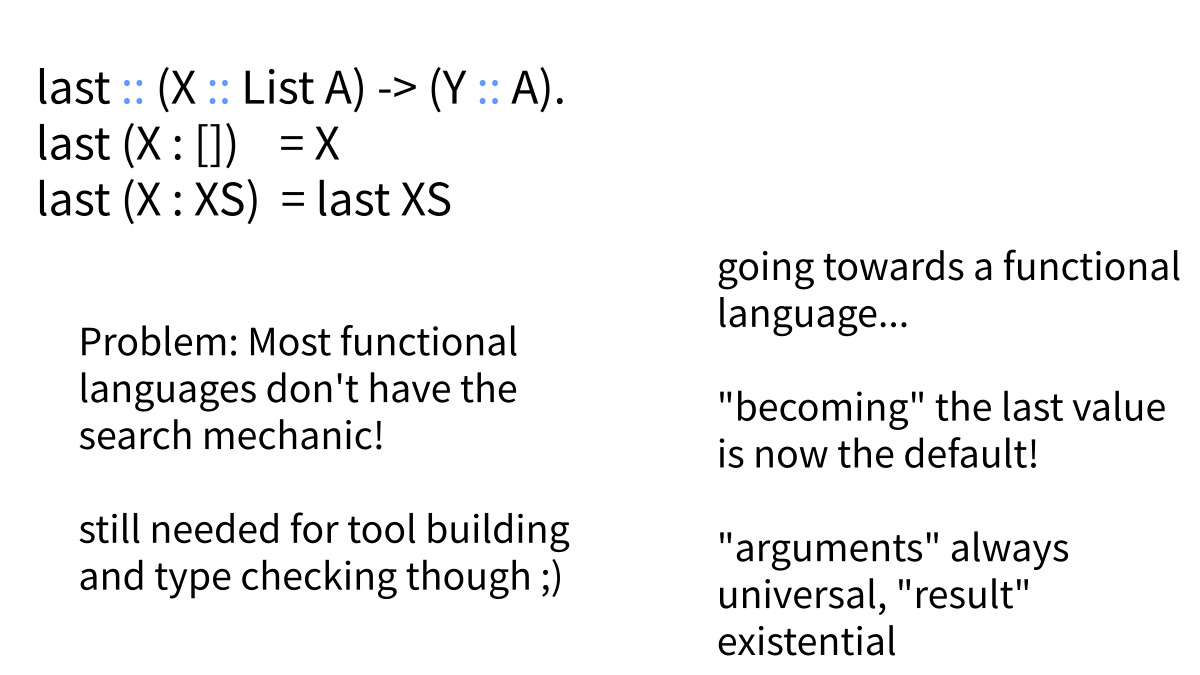 last :: (X :: List A) -> (Y :: A).
last (X : []) = X
last (X : XS) = last XS
Problem: Most functional
languages don't have the
search mechanic!
still needed for tool building
and type checking though ;)
going towards a functional
language...
"becoming" the last value
is now the default!
"arguments" always
universal, "result"
existential